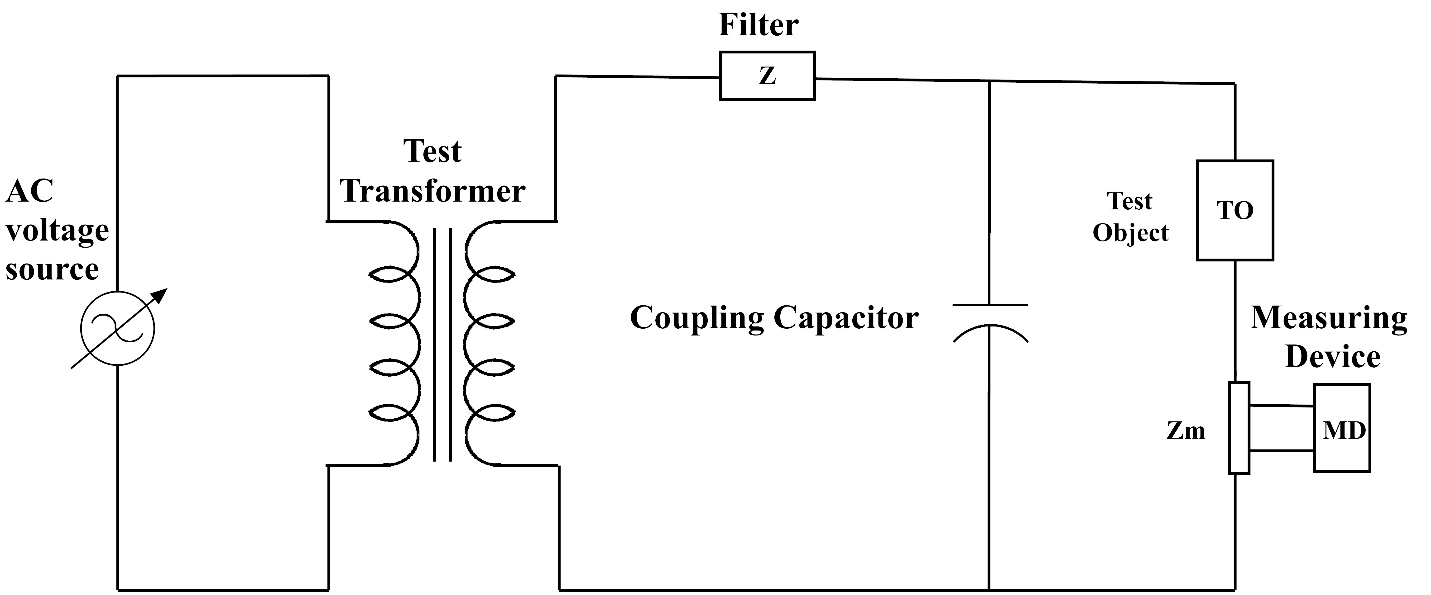 Filter
Z
Test
Transformer
AC
voltage
source
Test
Object
TO
Coupling Capacitor
Measuring
Device
Zm
MD